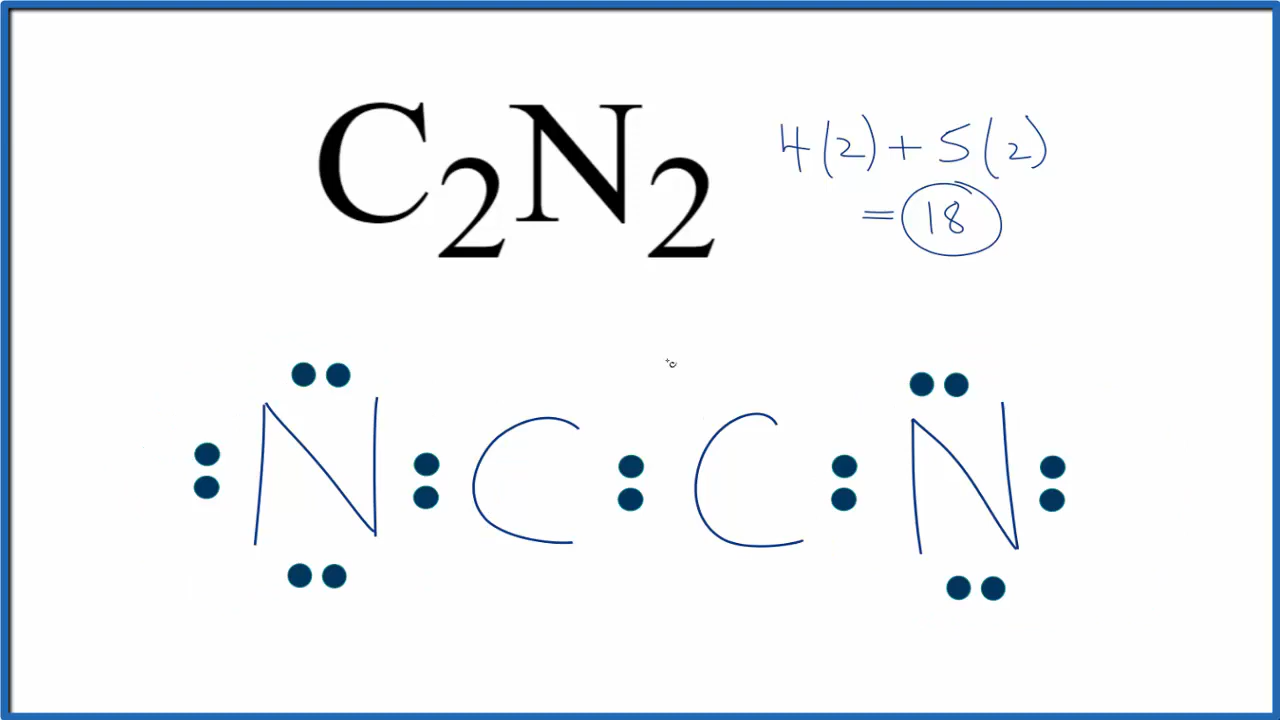 C₂N₂
4(2) + 5(2)
= 18
N : C : C : N